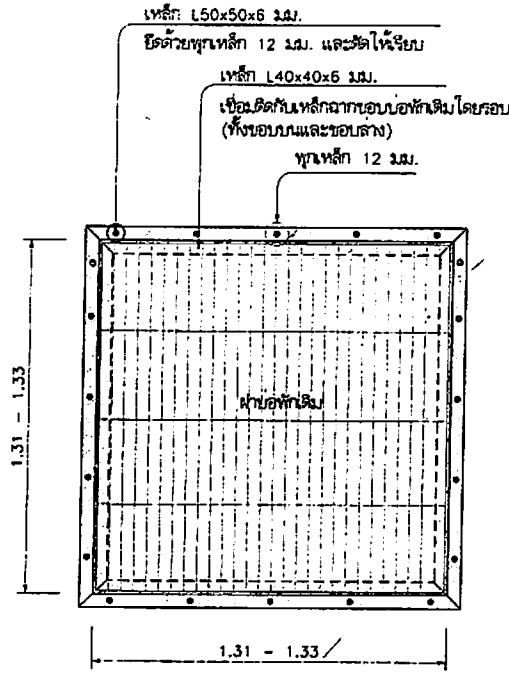 เหล็ก L50x50x6 มม.
ยึดด้วยพุกเหล็ก 12 มม. และตัดให้เรียบ
เหล็ก L40x40x6 มม.
เชื่อมติดกับเหล็กฉากขอบบ่อพักเดิมโดยรอบ
(ทั้งขอบบนและขอบล่าง)
พุกเหล็ก 12 มม.
ฝาบ่อพักเดิม
1.31 - 1.33
1.31 - 1.33